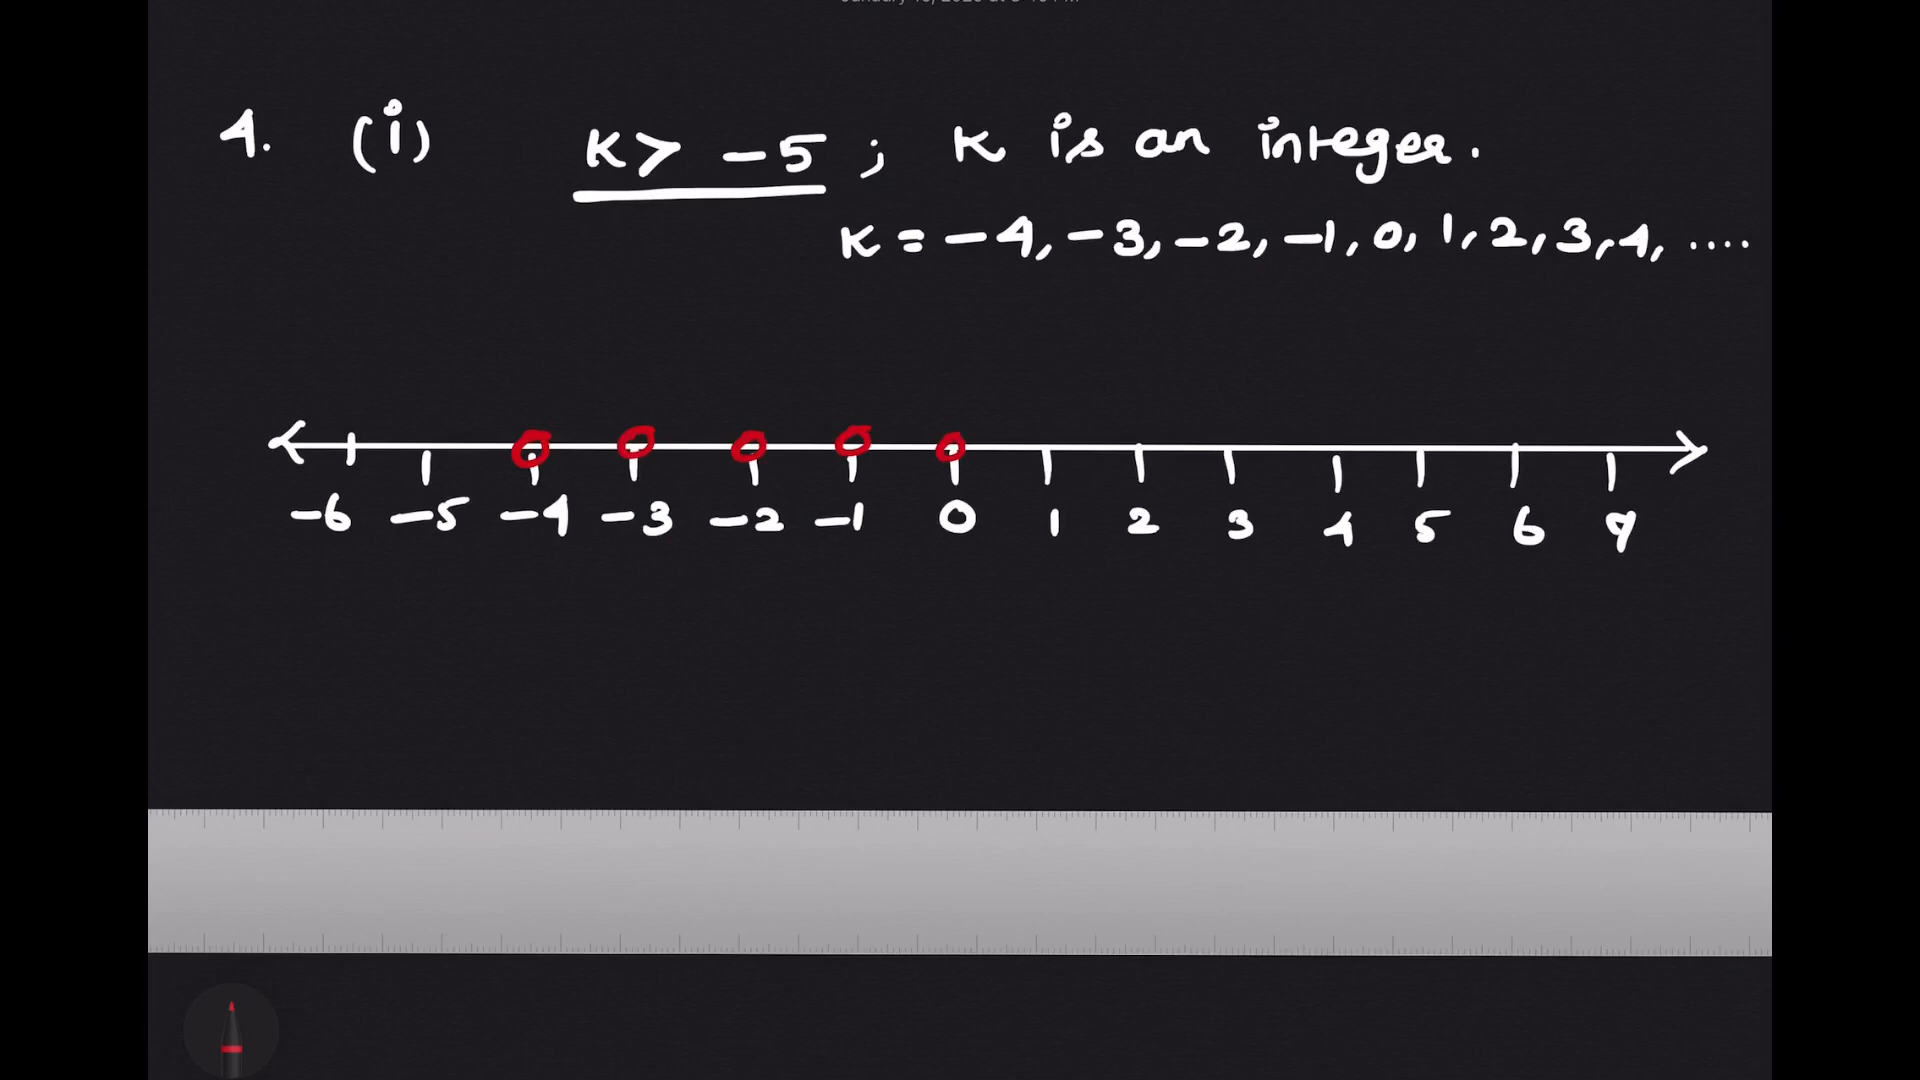 4. (i) K > -5 ; K is an integer.
K = -4, -3, -2, -1, 0, 1, 2, 3, 4, ....
-6 -5 -4 -3 -2 -1 0 1 2 3 4 5 6 7